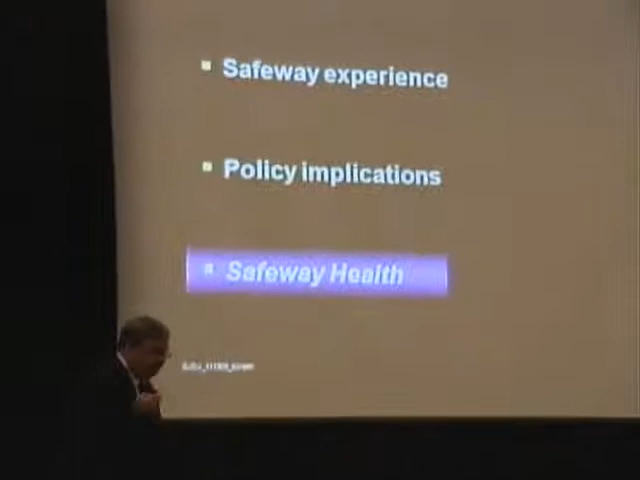 Safeway experience
Policy implications
Safeway Health